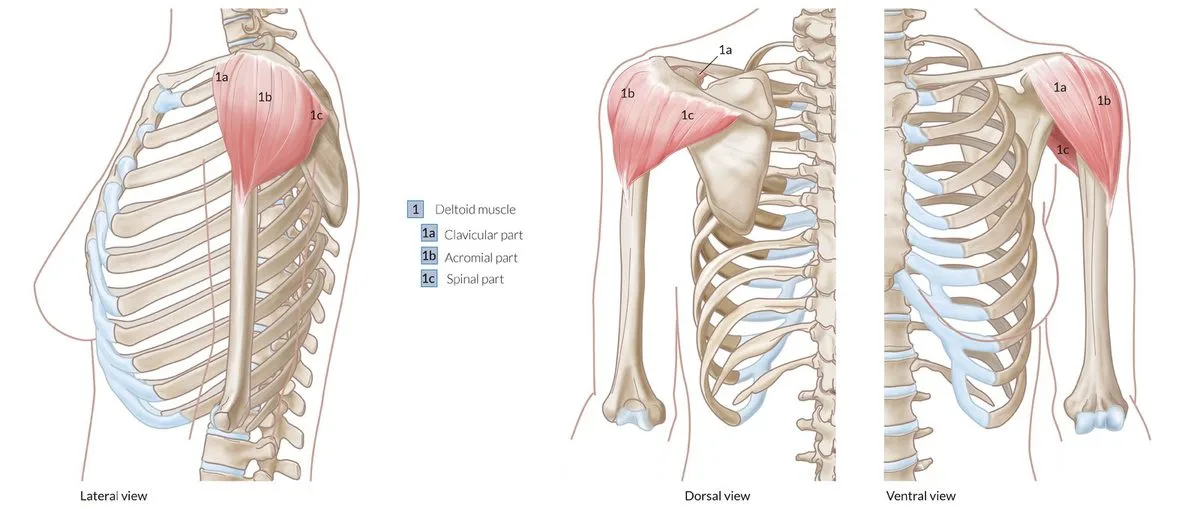 1a
1b
1c
Lateral view
1 Deltoid muscle
1a Clavicular part
1b Acromial part
1c Spinal part
1a
1b
1c
Dorsal view
1a
1b
1c
Ventral view